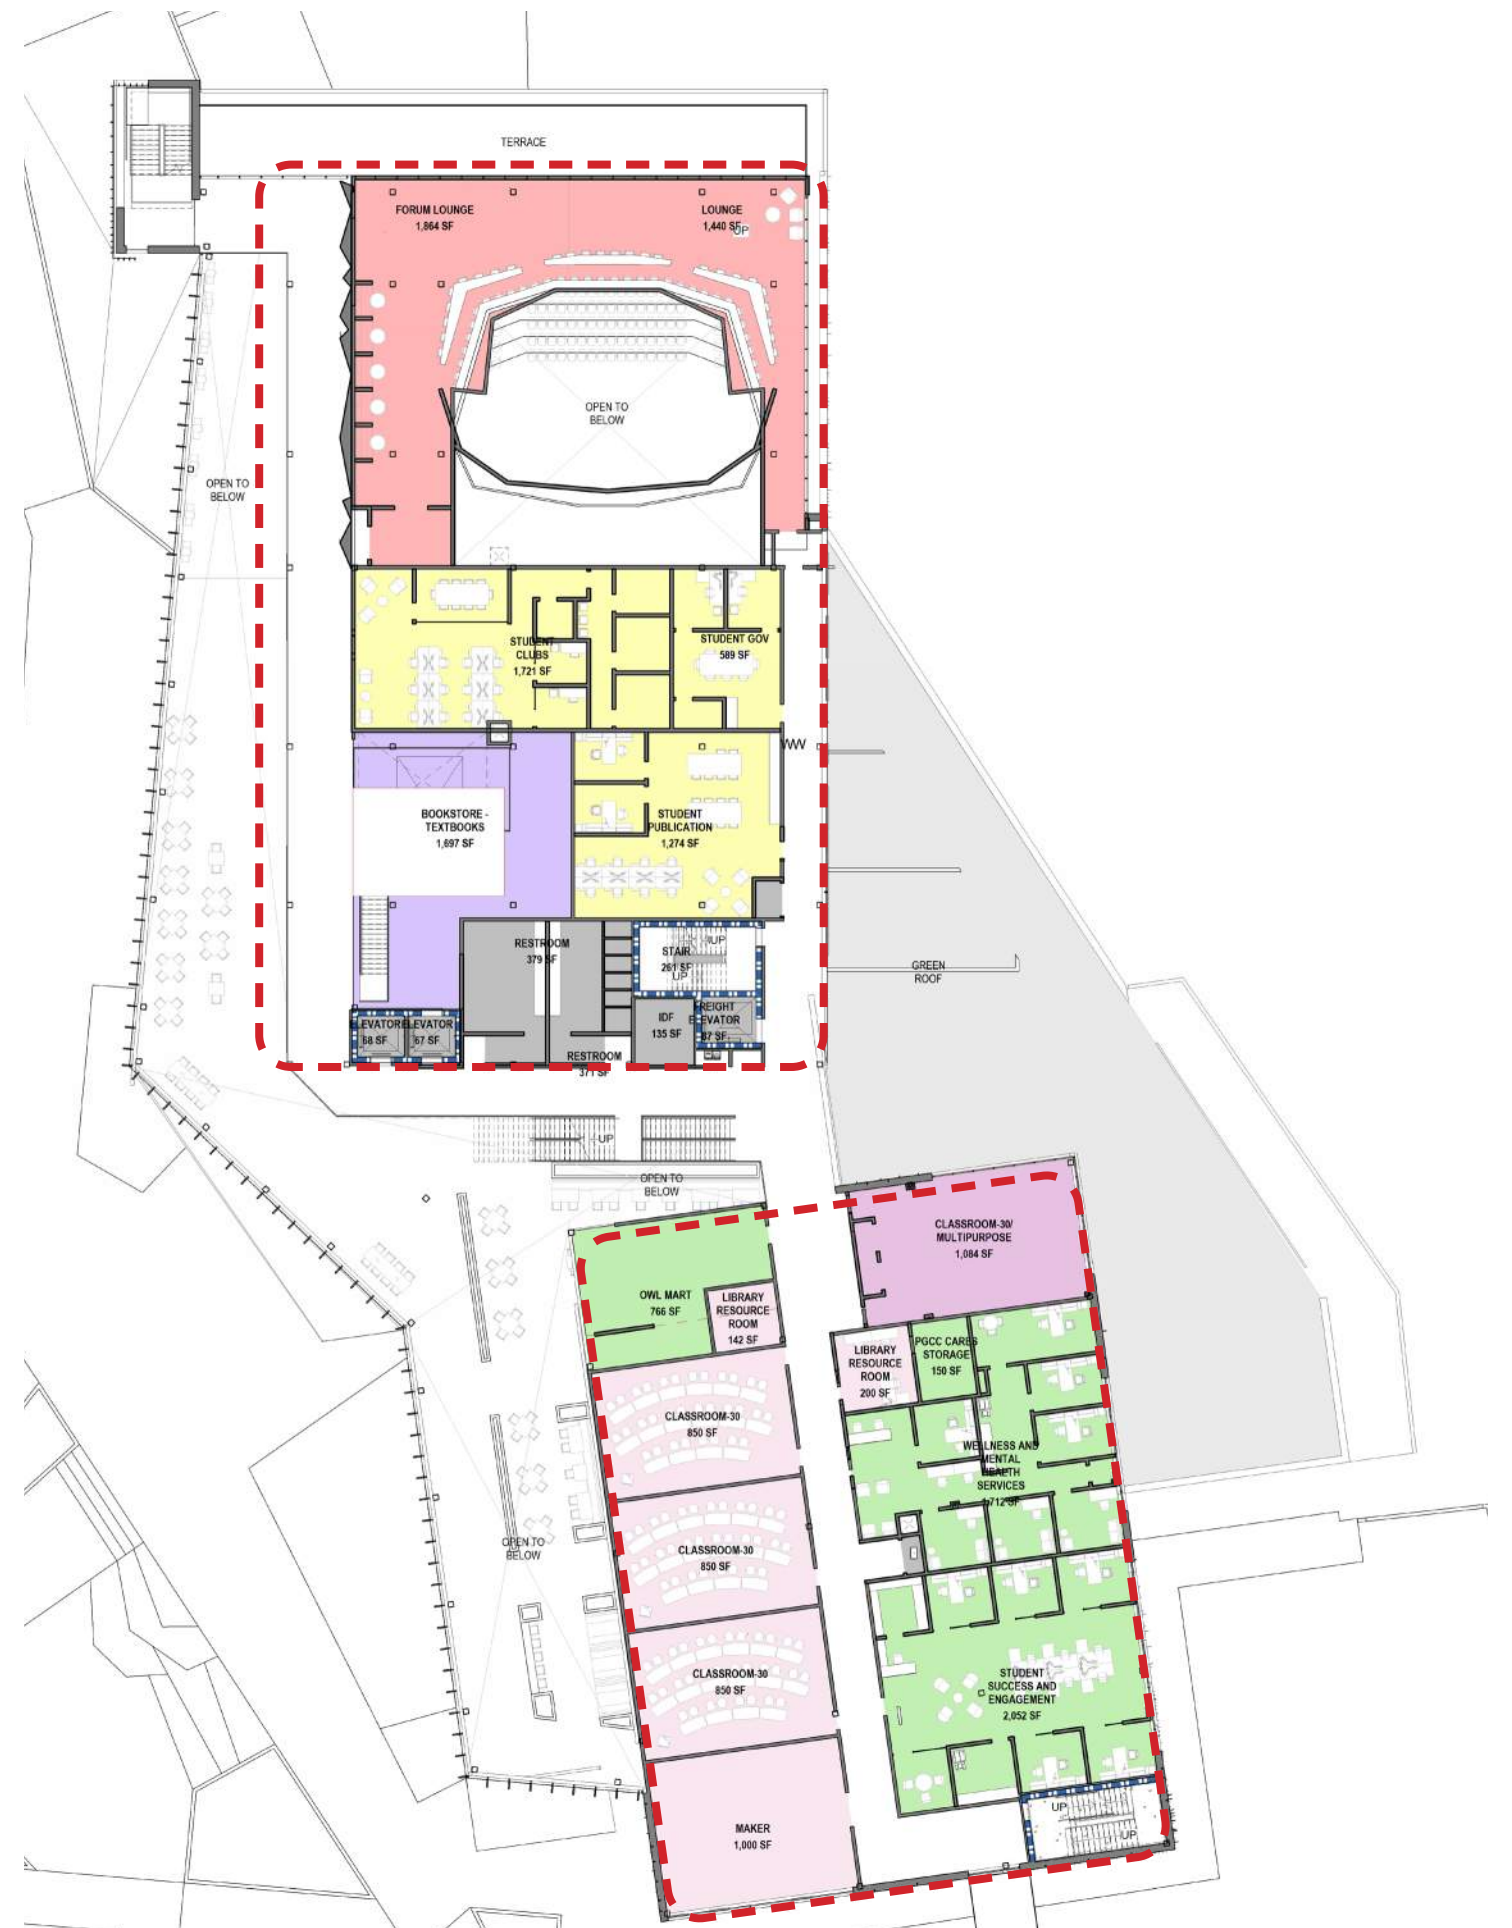 TERRACE
FORUM LOUNGE
1,864 SF
LOUNGE
1,440 SF
UP
OPEN TO
BELOW
OPEN TO
BELOW
STUDENT
CLUBS
1,721 SF
STUDENT GOV
589 SF
BOOKSTORE -
TEXTBOOKS
1,697 SF
STUDENT
PUBLICATION
1,274 SF
RESTROOM
379 SF
STAIR
261 SF
UP
UP
GREEN
ROOF
ELEVATOR
68 SF
ELEVATOR
67 SF
IDF
135 SF
FREIGHT
ELEVATOR
87 SF
RESTROOM
371 SF
UP
OPEN TO
BELOW
CLASSROOM-30/
MULTIPURPOSE
1,084 SF
OWL MART
766 SF
LIBRARY
RESOURCE
ROOM
142 SF
LIBRARY
RESOURCE
ROOM
200 SF
PGCC CARES
STORAGE
150 SF
CLASSROOM-30
850 SF
WELLNESS AND
MENTAL
HEALTH
SERVICES
1,712 SF
OPEN TO
BELOW
CLASSROOM-30
850 SF
CLASSROOM-30
850 SF
STUDENT
SUCCESS AND
ENGAGEMENT
2,052 SF
MAKER
1,000 SF
UP
UP